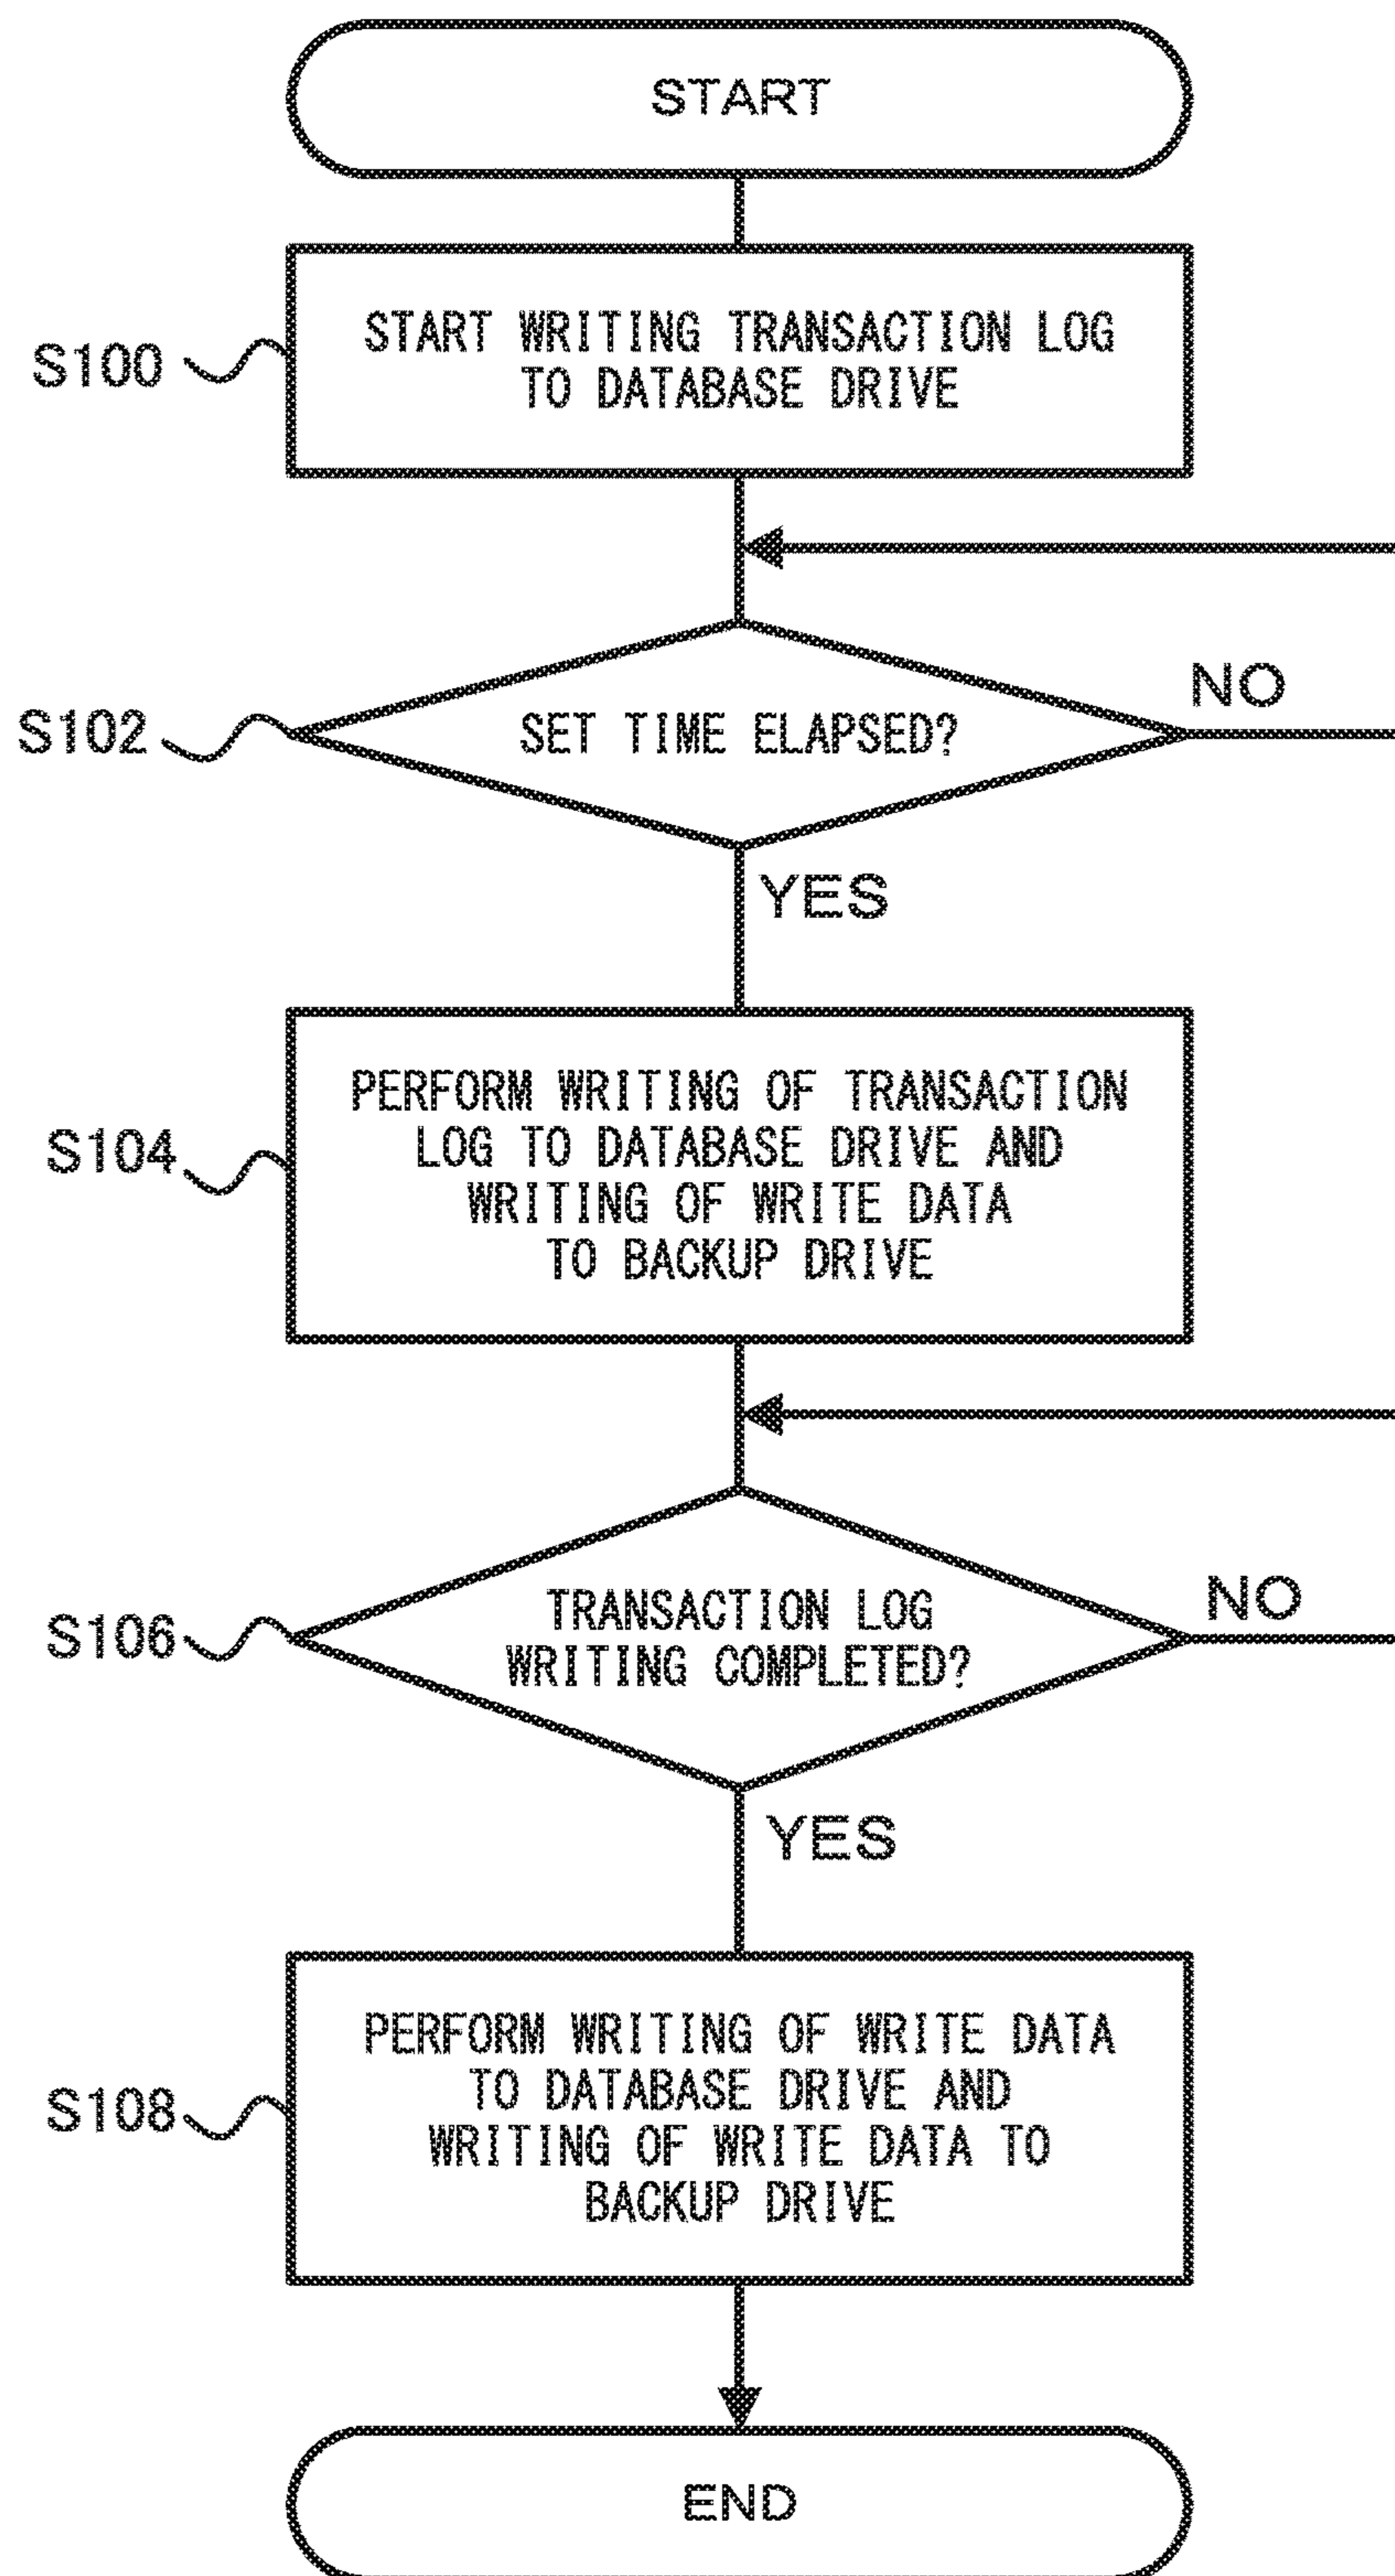 START
S100
START WRITING TRANSACTION LOG
TO DATABASE DRIVE
S102
SET TIME ELAPSED?
NO
YES
S104
PERFORM WRITING OF TRANSACTION
LOG TO DATABASE DRIVE AND
WRITING OF WRITE DATA
TO BACKUP DRIVE
S106
TRANSACTION LOG
WRITING COMPLETED?
NO
YES
S108
PERFORM WRITING OF WRITE DATA
TO DATABASE DRIVE AND
WRITING OF WRITE DATA TO
BACKUP DRIVE
END